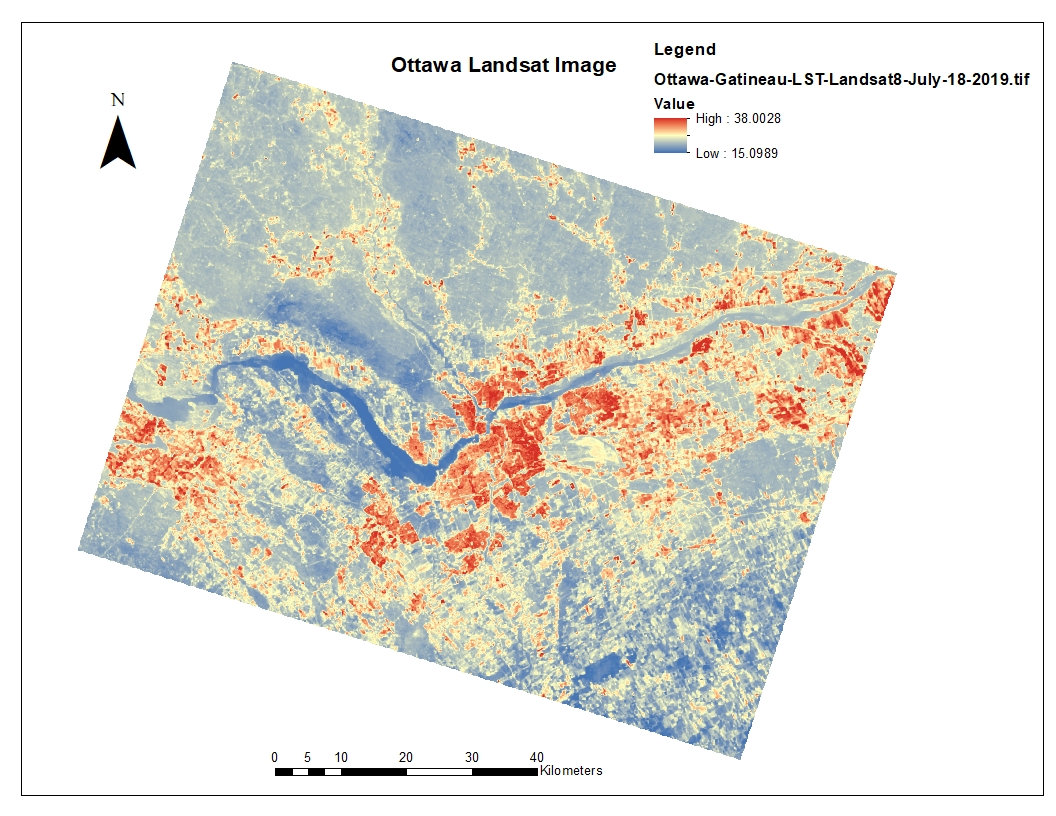 Ottawa Landsat Image
Legend
Ottawa-Gatineau-LST-Landsat8-July-18-2019.tif
Value
High : 38.0028
Low : 15.0989
N
0 5 10 20 30 40
Kilometers